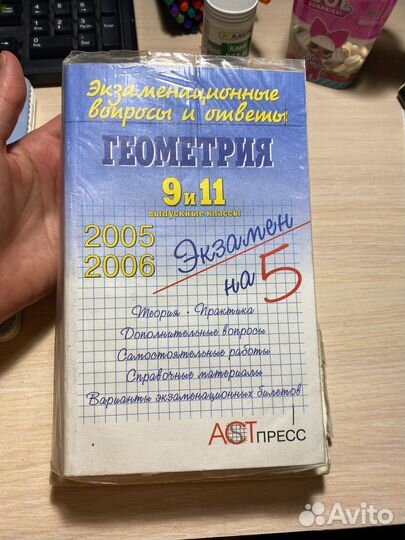 Экзаменационные
вопросы и ответы
ГЕОМЕТРИЯ
9 и 11
выпускные классы
2005
2006
Экзамен
на 5
Теория • Практика
Дополнительные вопросы
Самостоятельные работы
Справочные материалы
Варианты экзаменационных билетов
АСТ ПРЕСС
SURPRISE!
Avito